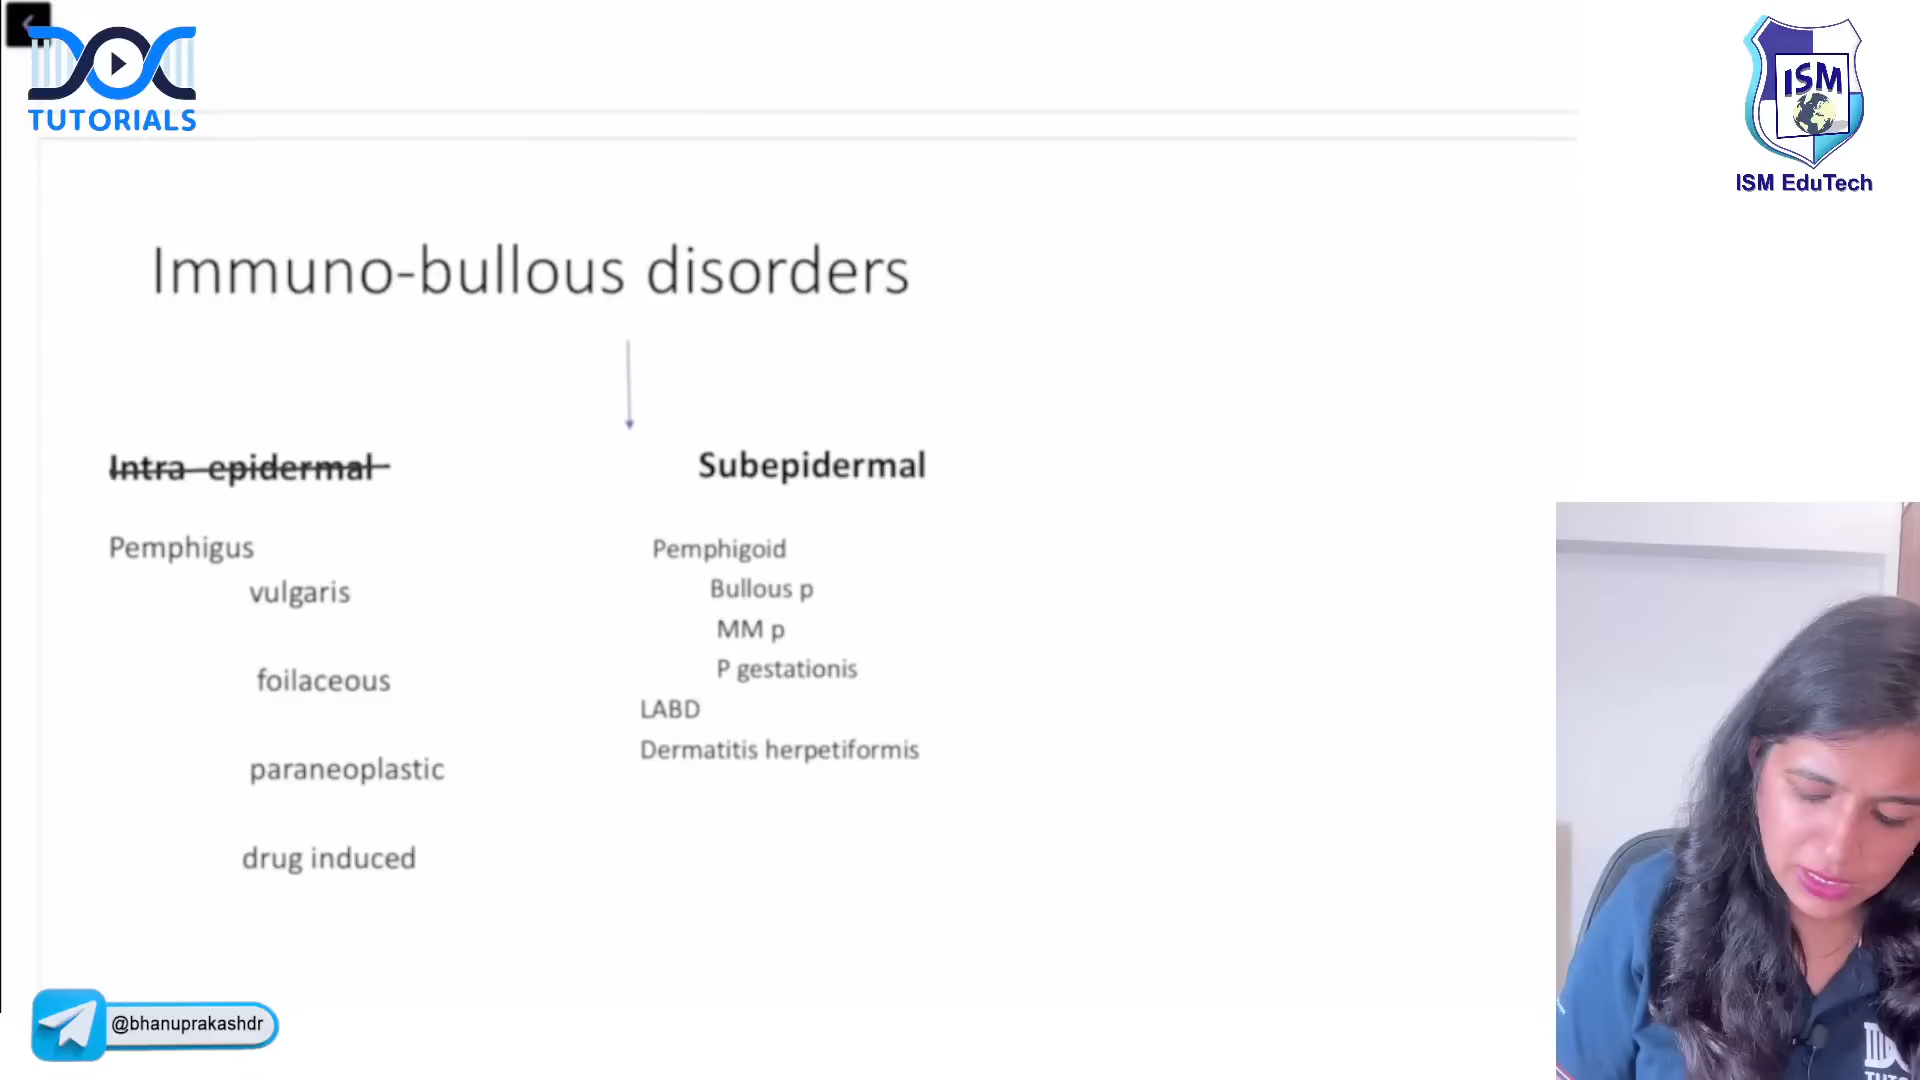 DOC
TUTORIALS
ISM
ISM EduTech
Immuno-bullous disorders
Intra epidermal
Subepidermal
Pemphigus
vulgaris
foilaceous
paraneoplastic
drug induced
Pemphigoid
Bullous p
MM p
P gestationis
LABD
Dermatitis herpetiformis
@bhanuprakashdr